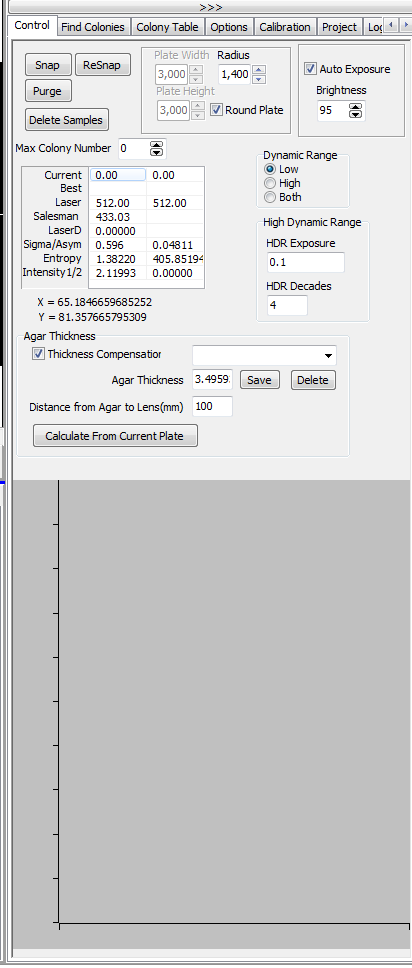 >>>
Control Find Colonies Colony Table Options Calibration Project Log
Snap ReSnap
Purge
Delete Samples
Plate Width Radius
3,000 1,400
Plate Height
3,000 Round Plate
Auto Exposure
Brightness
95
Max Colony Number 0
Current 0.00 0.00
Best
Laser 512.00 512.00
Salesman 433.03
LaserD 0.00000
Sigma/Asym 0.596 0.04811
Entropy 1.38220 405.85194
Intensity1/2 2.11993 0.00000
X = 65.1846659685252
Y = 81.357665795309
Dynamic Range
Low
High
Both
High Dynamic Range
HDR Exposure
0.1
HDR Decades
4
Agar Thickness
Thickness Compensation
Agar Thickness 3.4959 Save Delete
Distance from Agar to Lens(mm) 100
Calculate From Current Plate